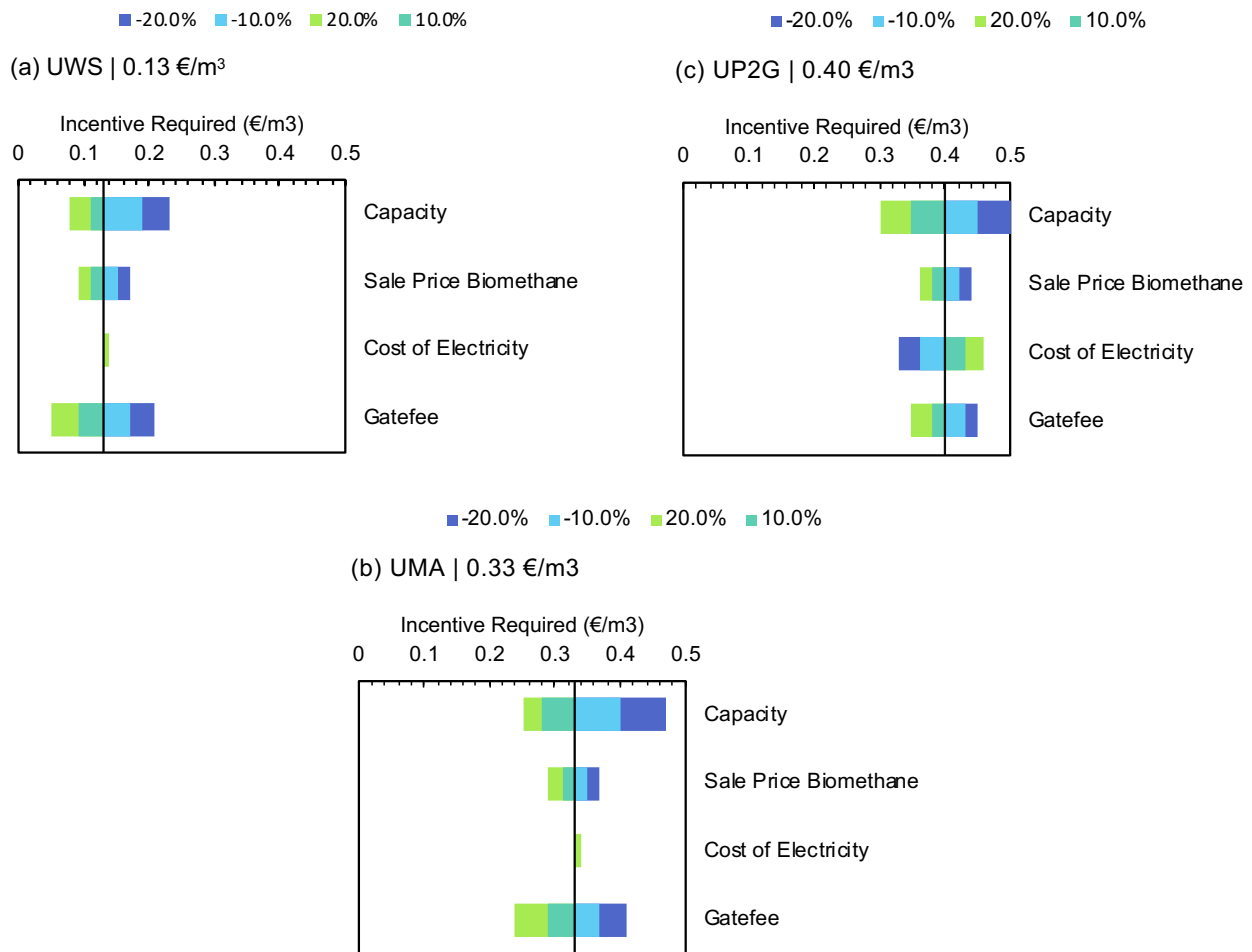 -20.0% -10.0% 20.0% 10.0%
(a) UWS | 0.13 €/m³
Incentive Required (€/m3)
0 0.1 0.2 0.3 0.4 0.5
Capacity
Sale Price Biomethane
Cost of Electricity
Gatefee
-20.0% -10.0% 20.0% 10.0%
(c) UP2G | 0.40 €/m3
Incentive Required (€/m3)
0 0.1 0.2 0.3 0.4 0.5
Capacity
Sale Price Biomethane
Cost of Electricity
Gatefee
-20.0% -10.0% 20.0% 10.0%
(b) UMA | 0.33 €/m3
Incentive Required (€/m3)
0 0.1 0.2 0.3 0.4 0.5
Capacity
Sale Price Biomethane
Cost of Electricity
Gatefee